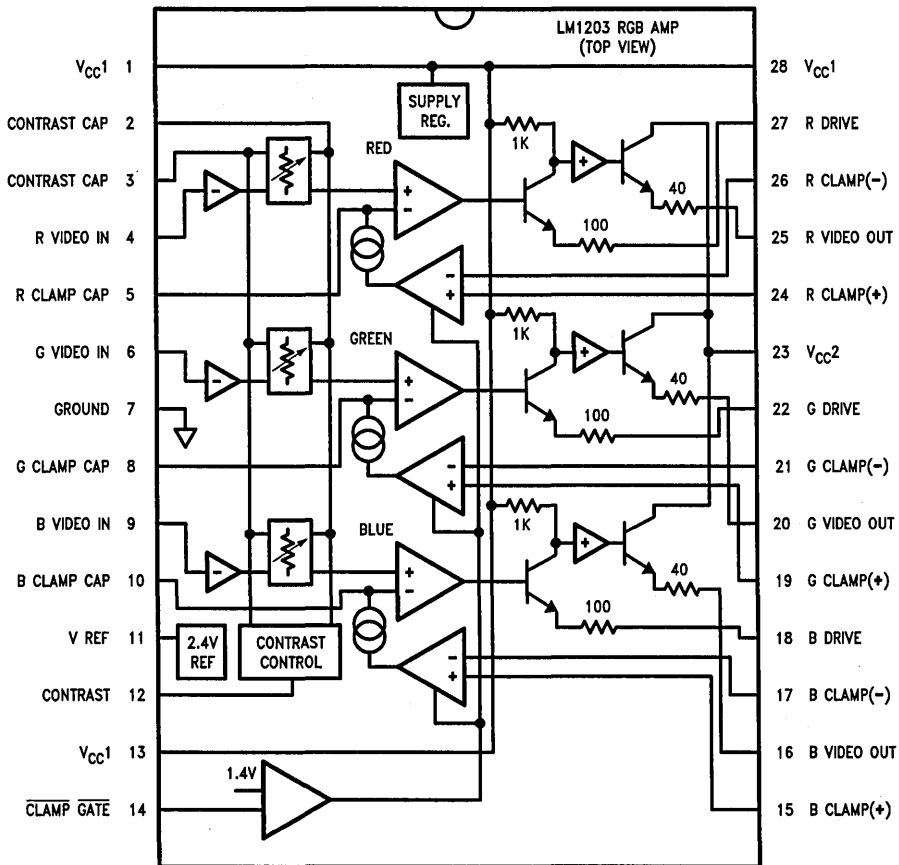 LM1203 RGB AMP
(TOP VIEW)
VCC1 1
28 VCC1
SUPPLY
REG.
CONTRAST CAP 2
27 R DRIVE
1K
RED
+
CONTRAST CAP 3
26 R CLAMP(-)
+
-
-
40
R VIDEO IN 4
100
25 R VIDEO OUT
-
+
R CLAMP CAP 5
24 R CLAMP(+)
1K
GREEN
G VIDEO IN 6
+
23 VCC2
-
+
-
40
GROUND 7
100
22 G DRIVE
G CLAMP CAP 8
-
+
21 G CLAMP(-)
1K
B VIDEO IN 9
BLUE
20 G VIDEO OUT
+
-
+
-
40
B CLAMP CAP 10
19 G CLAMP(+)
100
V REF 11
2.4V
REF
CONTRAST
CONTROL
18 B DRIVE
-
+
CONTRAST 12
17 B CLAMP(-)
VCC1 13
16 B VIDEO OUT
1.4V
CLAMP GATE 14
15 B CLAMP(+)